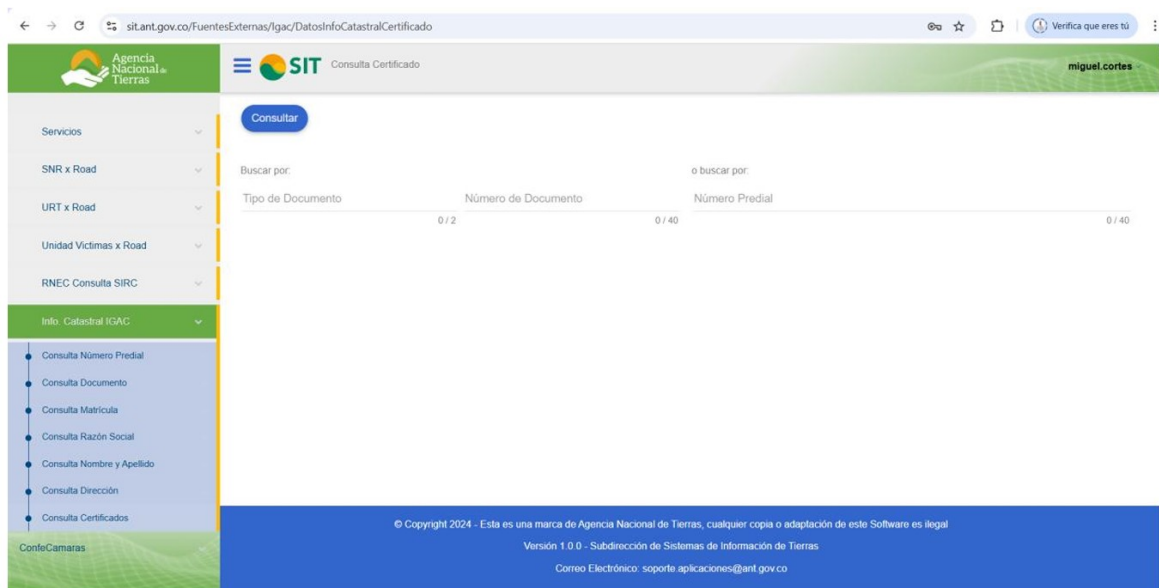 sit.ant.gov.co/FuentesExternas/Igac/DatosInfoCatastralCertificado
Verifica que eres tú
Agencia
Nacional de
Tierras
SIT
Consulta Certificado
miguel.cortes
Consultar
Servicios
SNR x Road
URT x Road
Unidad Victimas x Road
RNEC Consulta SIRC
Info. Catastral IGAC
Consulta Número Predial
Consulta Documento
Consulta Matrícula
Consulta Razón Social
Consulta Nombre y Apellido
Consulta Dirección
Consulta Certificados
ConfeCamaras
Buscar por:
o buscar por:
Tipo de Documento
Número de Documento
Número Predial
0 / 2
0 / 40
0 / 40
© Copyright 2024 - Esta es una marca de Agencia Nacional de Tierras, cualquier copia o adaptación de este Software es ilegal
Versión 1.0.0 - Subdirección de Sistemas de Información de Tierras
Correo Electrónico: soporte.aplicaciones@ant.gov.co